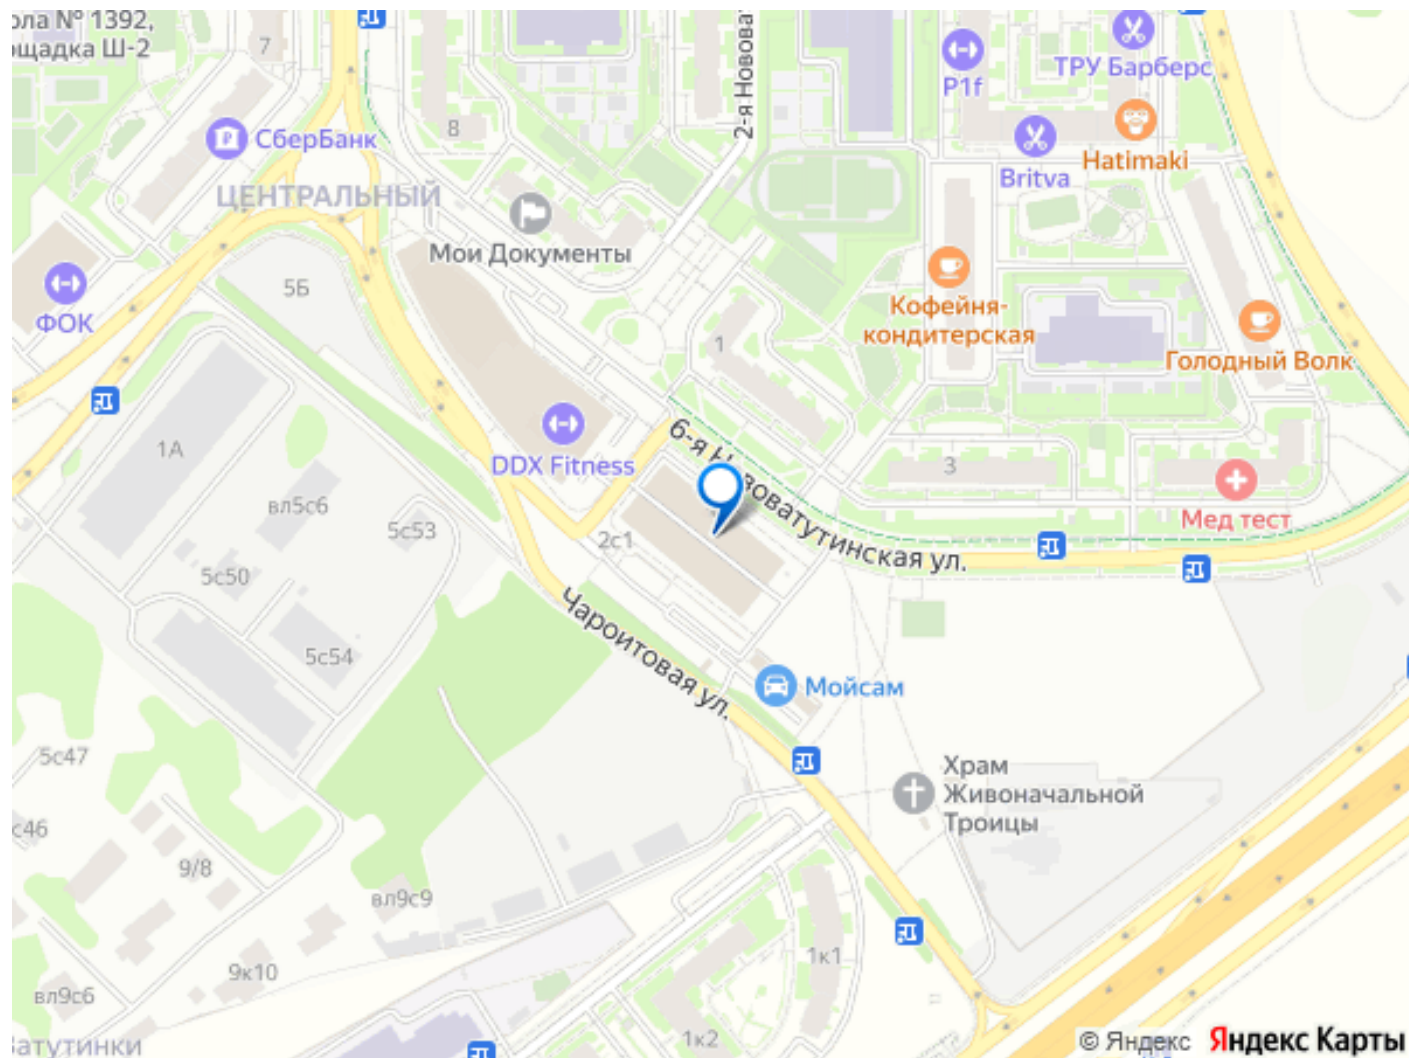 ола № 1392,
ощадка Ш-2
7
СберБанк
ЦЕНТРАЛЬНЫЙ
8
2-я Нововат
P1f
ТРУ Барберс
Hatimaki
Britva
Мои Документы
ФОК
5Б
Кофейня-
кондитерская
Голодный Волк
1
1А
DDX Fitness
6-я Нововатутинская ул.
3
Мед тест
вл5с6
5с53
2с1
5с50
5с54
Чароитовая ул.
Мойсам
5с47
Храм
Живоначальной
Троицы
с46
9/8
вл9с9
9к10
вл9с6
1к1
1к2
Ватутинки
© Яндекс Яндекс Карты